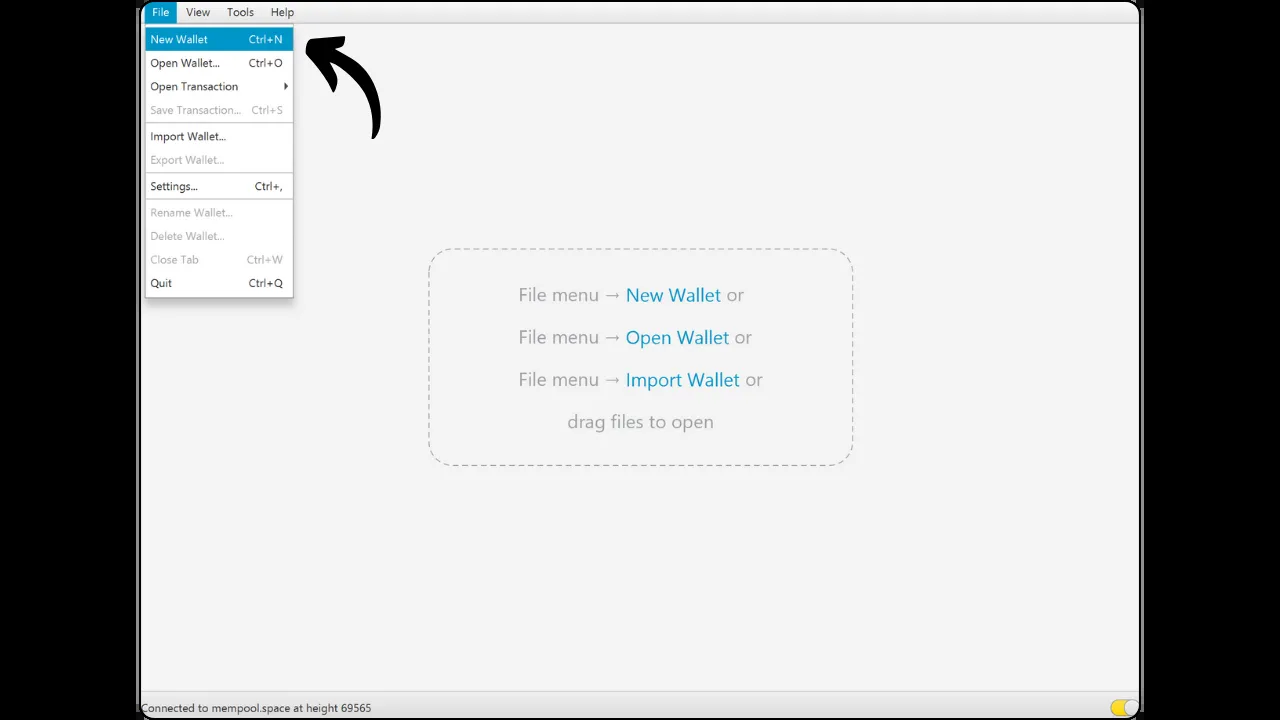 File View Tools Help
New Wallet Ctrl+N
Open Wallet... Ctrl+O
Open Transaction
Save Transaction... Ctrl+S
Import Wallet...
Export Wallet...
Settings... Ctrl+,
Rename Wallet...
Delete Wallet...
Close Tab Ctrl+W
Quit Ctrl+Q
File menu → New Wallet or
File menu → Open Wallet or
File menu → Import Wallet or
drag files to open
Connected to mempool.space at height 69565